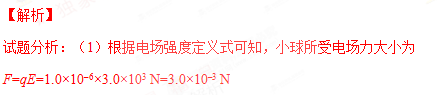 【解析】
试题分析：（1）根据电场强度定义式可知，小球所受电场力大小为
F=qE=1.0×10⁻⁶×3.0×10³ N=3.0×10⁻³ N